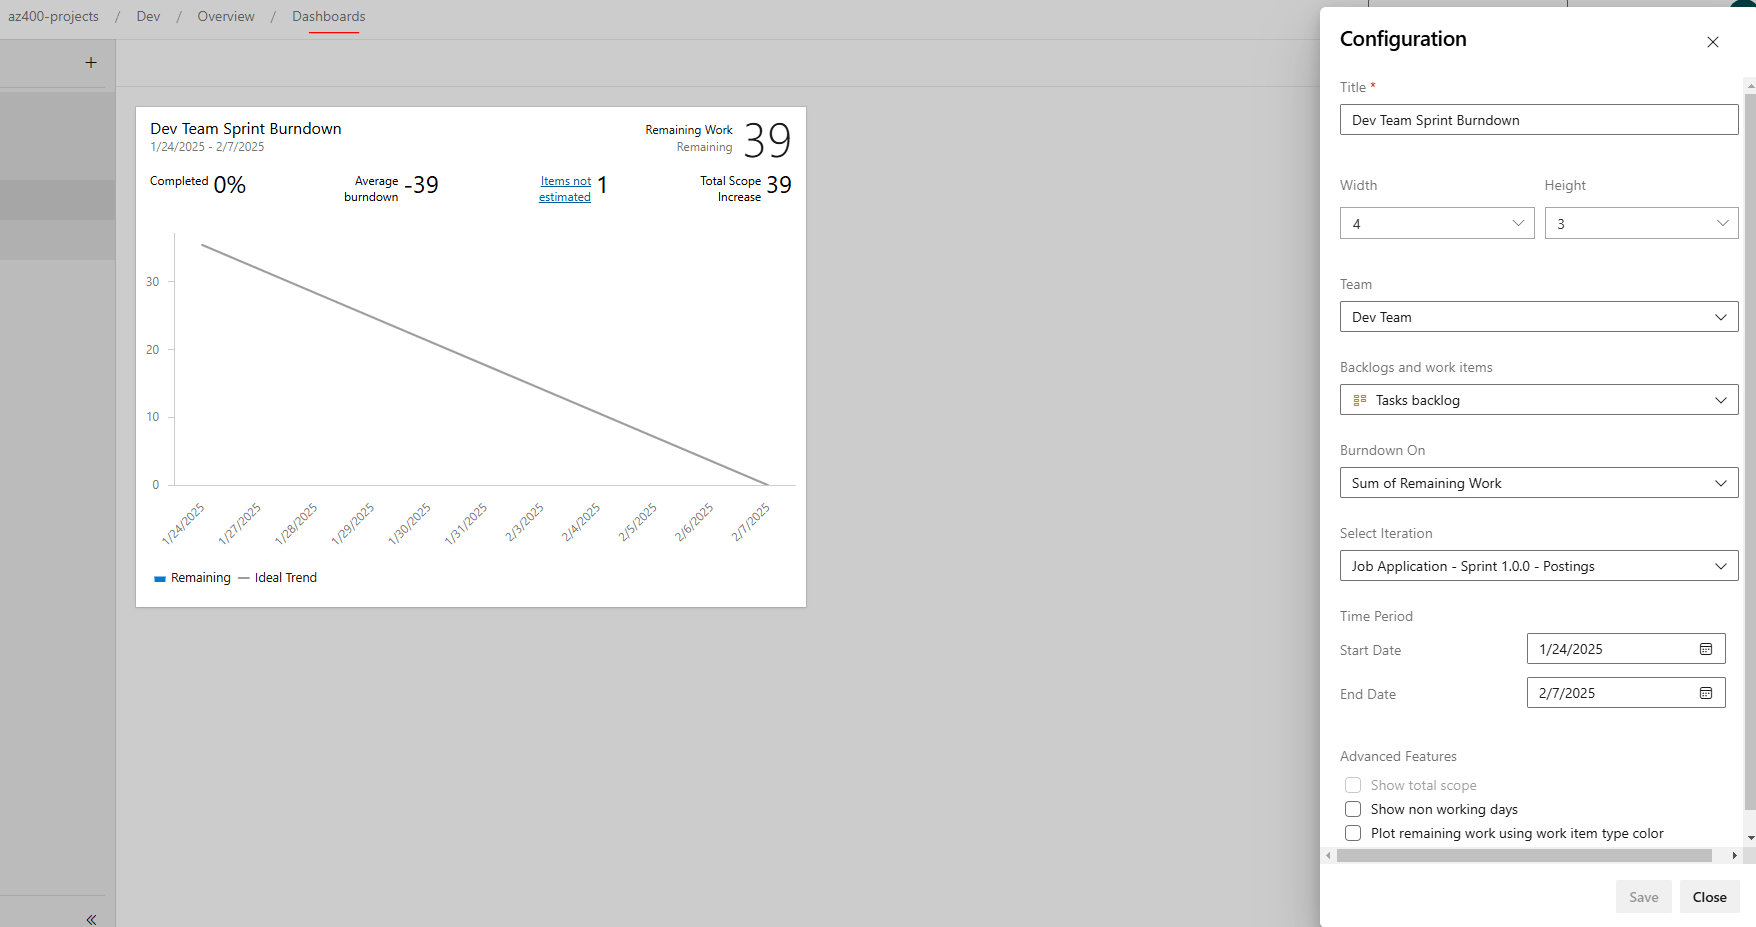 az400-projects / Dev / Overview / Dashboards
+
Dev Team Sprint Burndown
1/24/2025 - 2/7/2025
Remaining Work
Remaining
39
Completed 0%
Average
burndown
-39
Items not
estimated
1
Total Scope
Increase
39
30
20
10
0
1/24/2025
1/27/2025
1/28/2025
1/29/2025
1/30/2025
1/31/2025
2/3/2025
2/4/2025
2/5/2025
2/6/2025
2/7/2025
Remaining — Ideal Trend
Configuration
Title *
Dev Team Sprint Burndown
Width Height
4 3
Team
Dev Team
Backlogs and work items
Tasks backlog
Burndown On
Sum of Remaining Work
Select Iteration
Job Application - Sprint 1.0.0 - Postings
Time Period
Start Date 1/24/2025
End Date 2/7/2025
Advanced Features
Show total scope
Show non working days
Plot remaining work using work item type color
Save Close